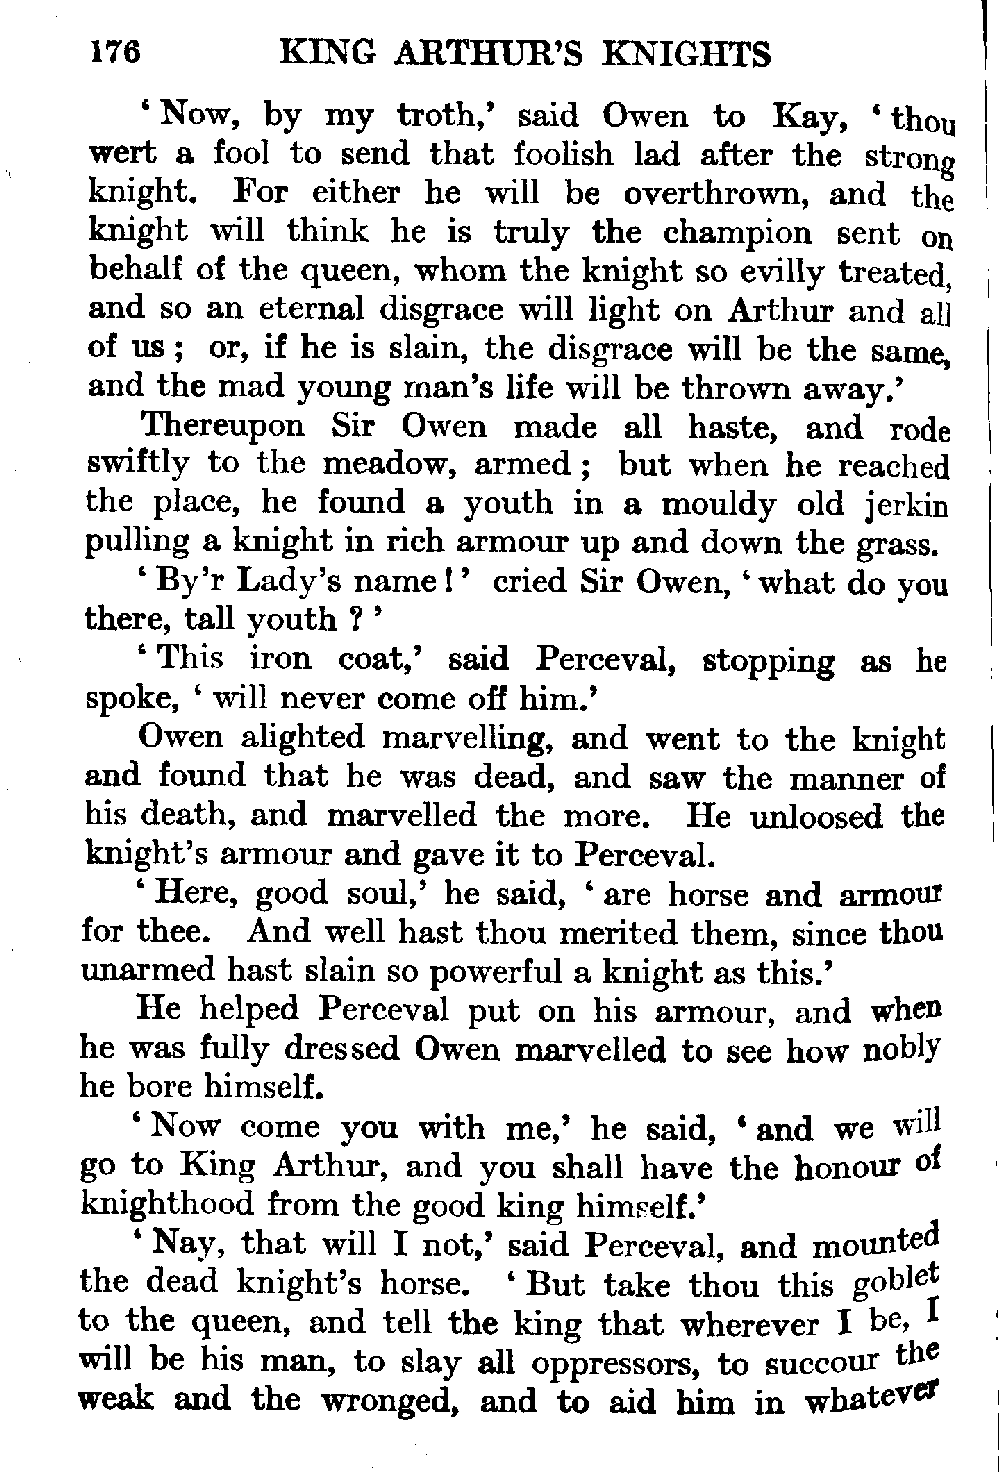 176 KING ARTHUR'S KNIGHTS
‘Now, by my troth,’ said Owen to Kay, ‘thou
wert a fool to send that foolish lad after the strong
knight. For either he will be overthrown, and the
knight will think he is truly the champion sent on
behalf of the queen, whom the knight so evilly treated,
and so an eternal disgrace will light on Arthur and all
of us; or, if he is slain, the disgrace will be the same,
and the mad young man's life will be thrown away.’
Thereupon Sir Owen made all haste, and rode
swiftly to the meadow, armed; but when he reached
the place, he found a youth in a mouldy old jerkin
pulling a knight in rich armour up and down the grass.
‘By'r Lady's name!’ cried Sir Owen, ‘what do you
there, tall youth?’
‘This iron coat,’ said Perceval, stopping as he
spoke, ‘will never come off him.’
Owen alighted marvelling, and went to the knight
and found that he was dead, and saw the manner of
his death, and marvelled the more. He unloosed the
knight's armour and gave it to Perceval.
‘Here, good soul,’ he said, ‘are horse and armour
for thee. And well hast thou merited them, since thou
unarmed hast slain so powerful a knight as this.’
He helped Perceval put on his armour, and when
he was fully dressed Owen marvelled to see how nobly
he bore himself.
‘Now come you with me,’ he said, ‘and we will
go to King Arthur, and you shall have the honour of
knighthood from the good king himself.’
‘Nay, that will I not,’ said Perceval, and mounted
the dead knight's horse. ‘But take thou this goblet
to the queen, and tell the king that wherever I be, I
will be his man, to slay all oppressors, to succour the
weak and the wronged, and to aid him in whatever